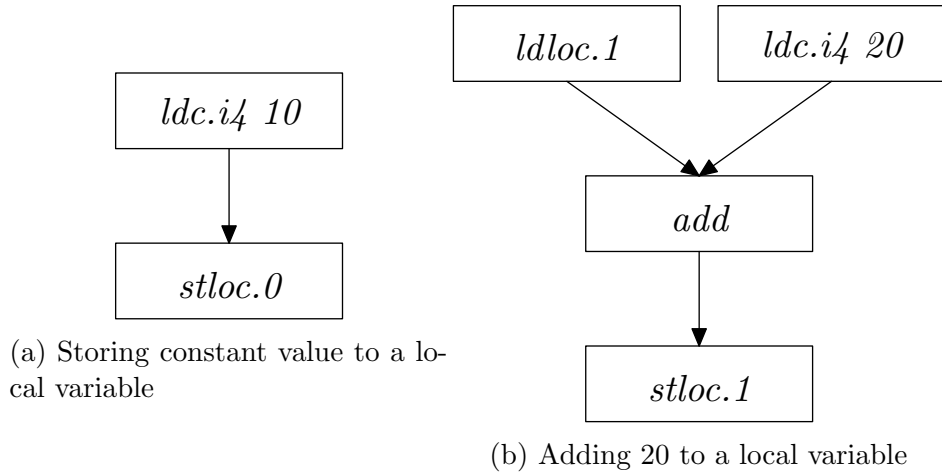 ldc.i4 10
stloc.0
(a) Storing constant value to a lo-
cal variable
ldloc.1
ldc.i4 20
add
stloc.1
(b) Adding 20 to a local variable